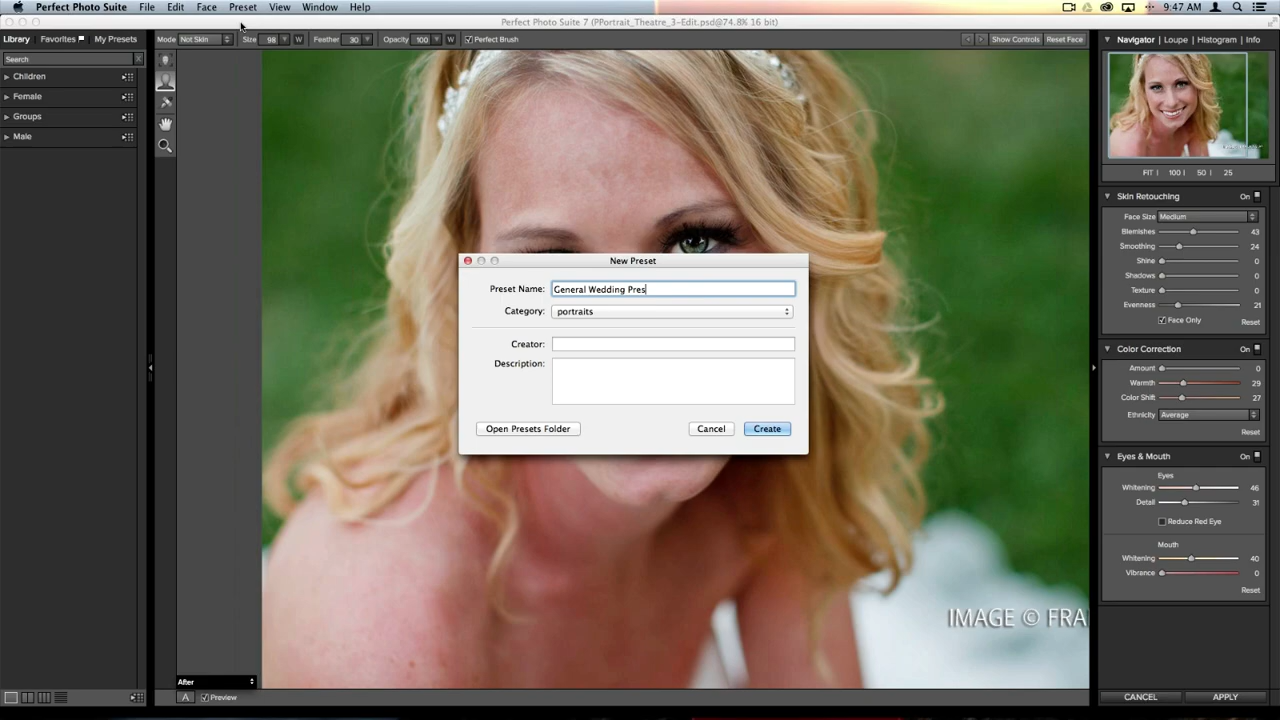 Perfect Photo Suite File Edit Face Preset View Window Help 9:47 AM
Perfect Photo Suite 7 (PPortrait_Theatre_3-Edit.psd@74.8% 16 bit)
Library Favorites My Presets
Mode Not Skin Size 98 W Feather 30 Opacity 100 W Perfect Brush Show Controls Reset Face
Navigator Loupe Histogram Info
Search
Children
Female
Groups
Male
FIT 100 50 25
Skin Retouching On
Face Size Medium
Blemishes 43
Smoothing 24
Shine 0
Shadows 0
Texture 0
Evenness 21
Face Only Reset
Color Correction On
Amount 0
Warmth 29
Color Shift 27
Ethnicity Average
Reset
Eyes & Mouth On
Eyes
Whitening 46
Detail 31
Reduce Red Eye
Mouth
Whitening 40
Vibrance 0
Reset
New Preset
Preset Name: General Wedding Pres
Category: portraits
Creator:
Description:
Open Presets Folder Cancel Create
IMAGE © FRA
After
A Preview
CANCEL APPLY